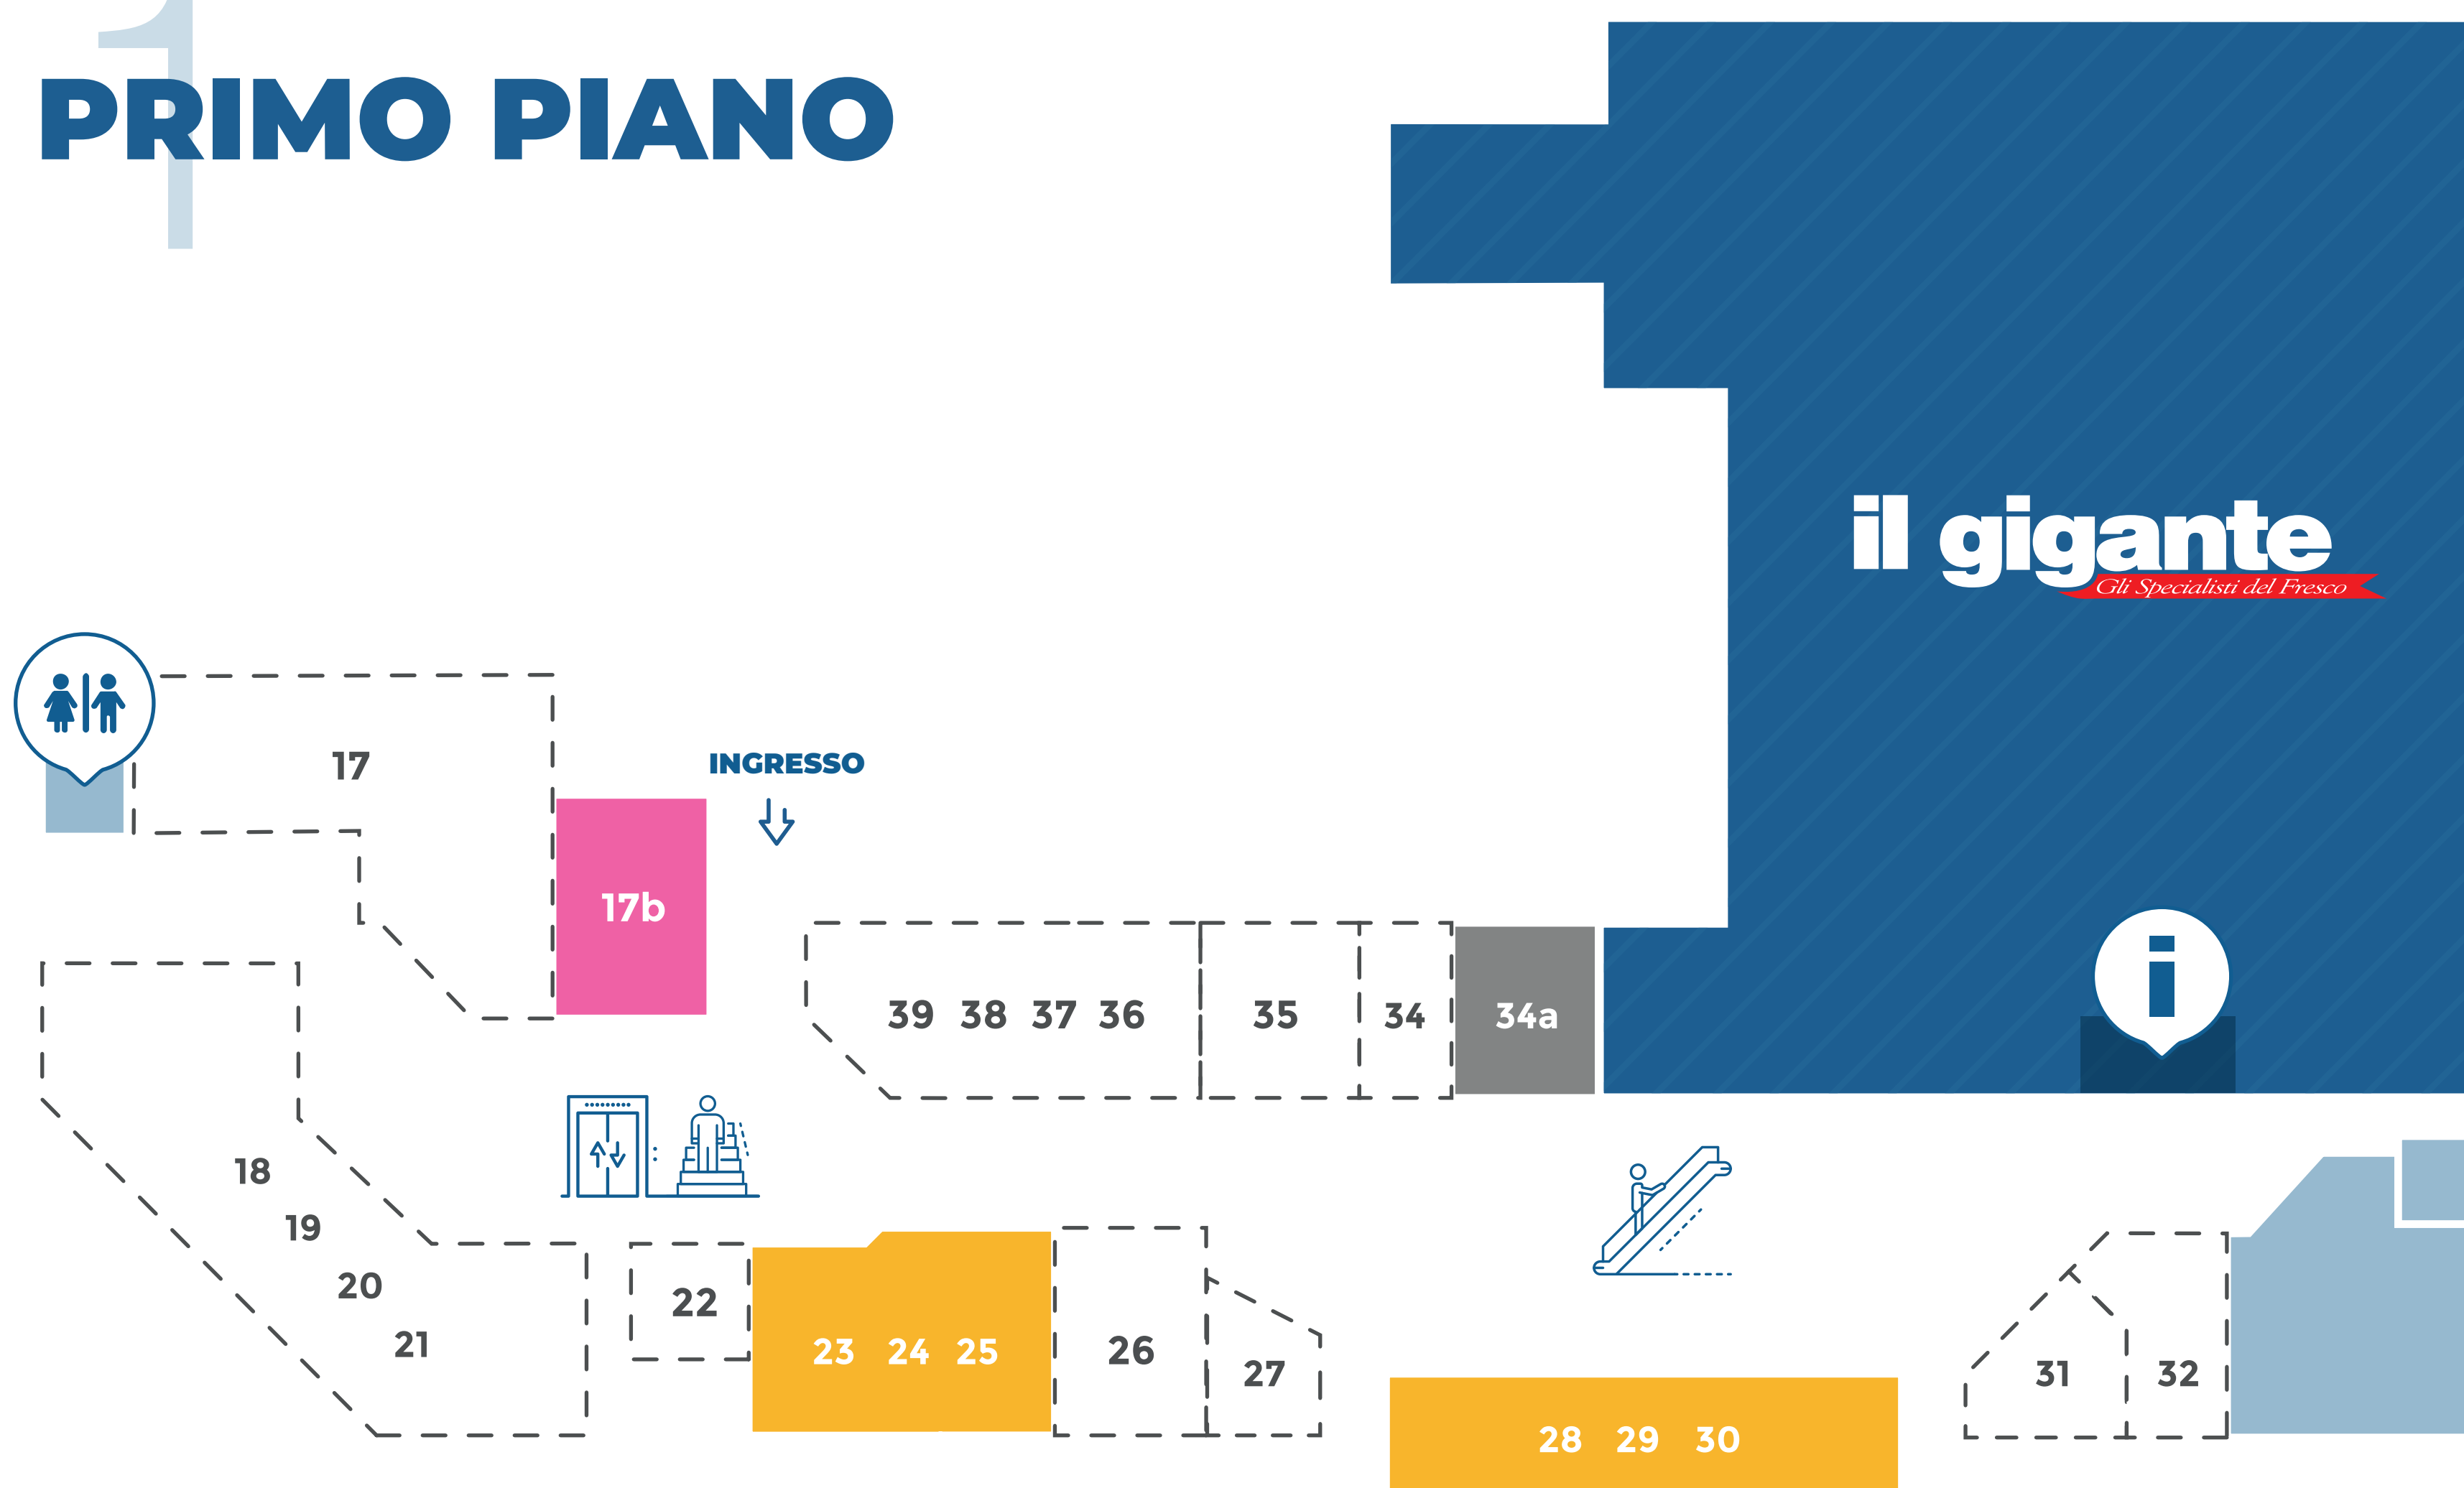 1
PRIMO PIANO
il gigante
Gli Specialisti del Fresco
17
INGRESSO
17b
39 38 37 36 35 34 34a
i
18
19
20
21
22
23 24 25
26
27
28 29 30
31 32